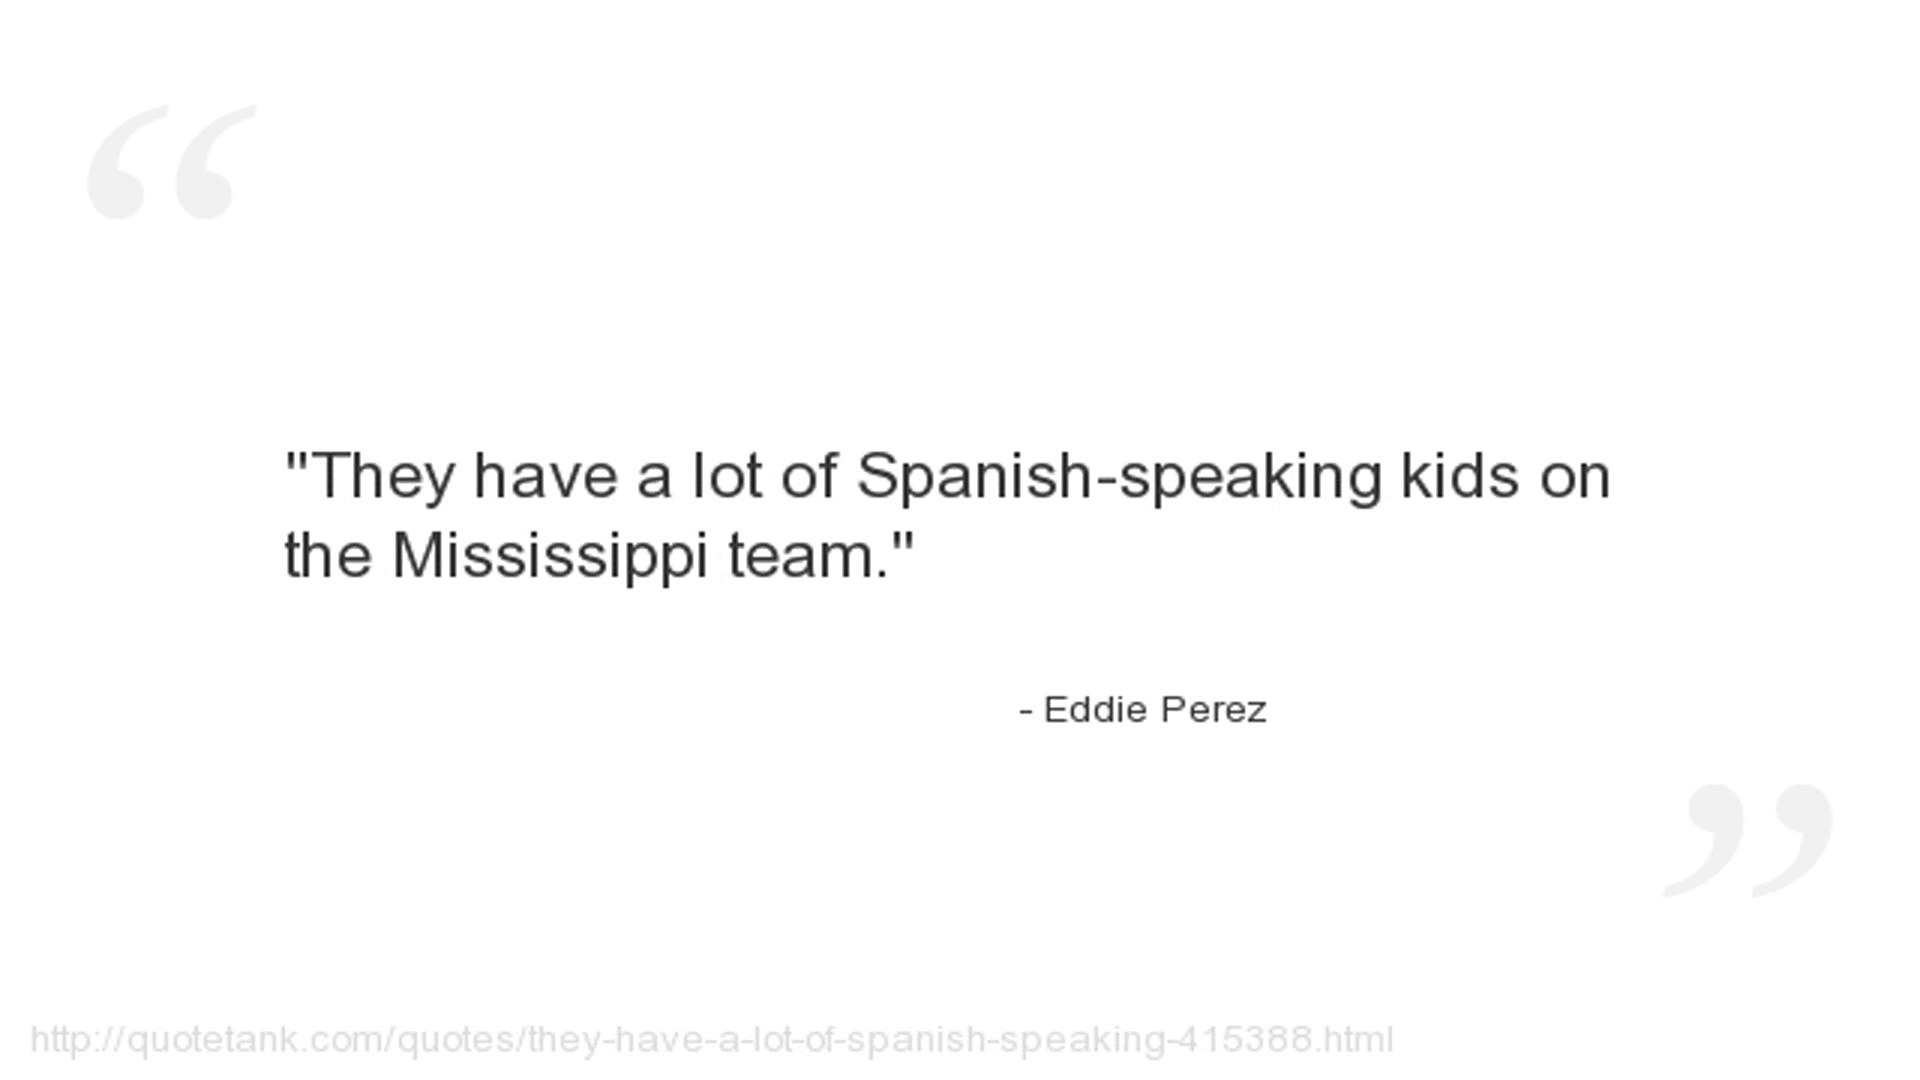 "They have a lot of Spanish-speaking kids on
the Mississippi team."
- Eddie Perez
http://quotetank.com/quotes/they-have-a-lot-of-spanish-speaking-415388.html